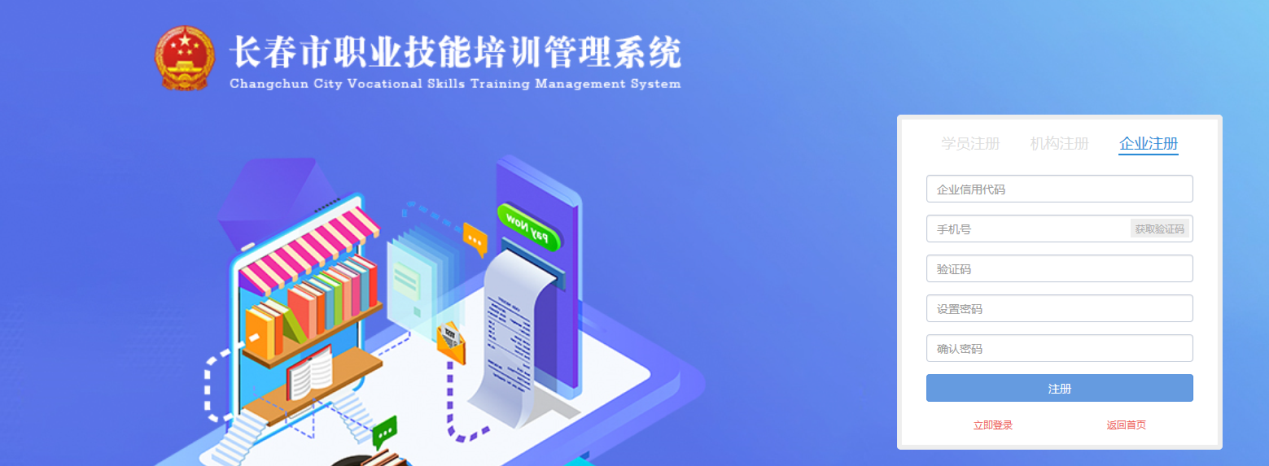 长春市职业技能培训管理系统
Changchun City Vocational Skills Training Management System
学员注册 机构注册 企业注册
企业信用代码
手机号 获取验证码
验证码
设置密码
确认密码
注册
立即登录 返回首页
Pay Now